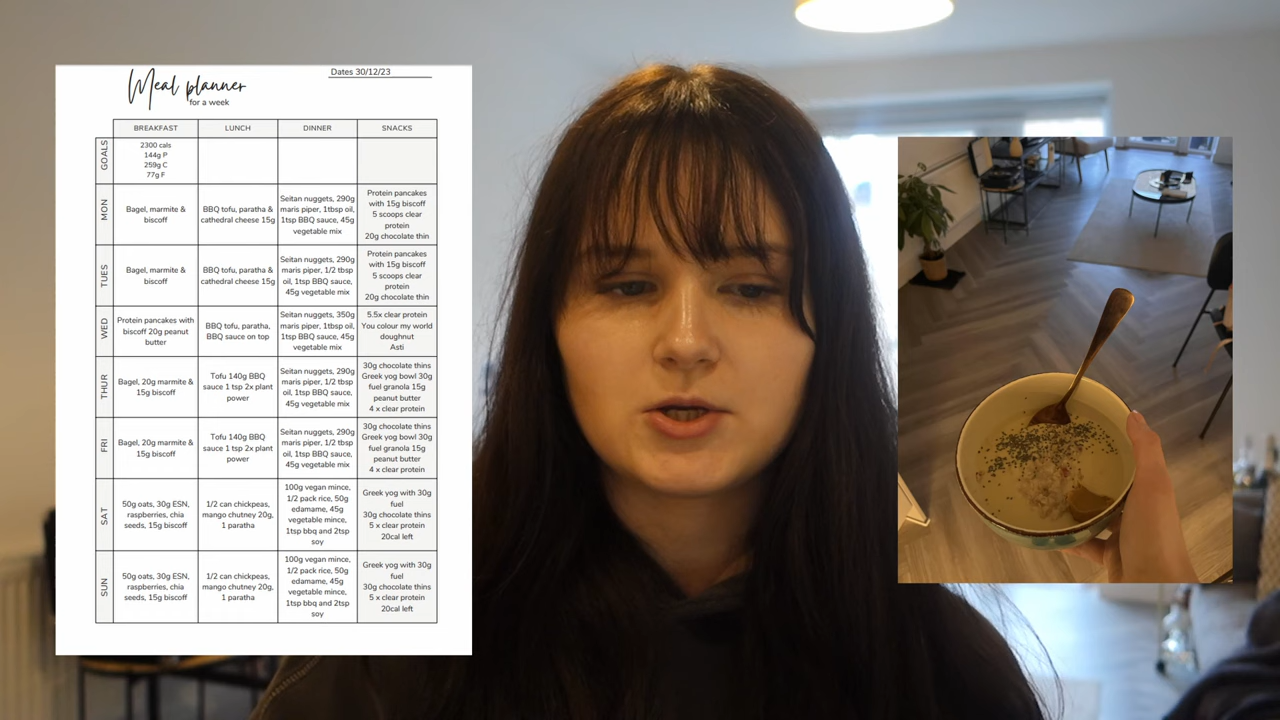 Meal planner
for a week
Dates 30/12/23
BREAKFAST LUNCH DINNER SNACKS
GOALS
2300 cals
144g P
259g C
77g F
MON
Bagel, marmite &
biscoff
BBQ tofu, paratha &
cathedral cheese 15g
Seitan nuggets, 290g
maris piper, 1tbsp oil,
1tsp BBQ sauce, 45g
vegetable mix
Protein pancakes
with 15g biscoff
5 scoops clear
protein
20g chocolate thin
TUES
Bagel, marmite &
biscoff
BBQ tofu, paratha &
cathedral cheese 15g
Seitan nuggets, 290g
maris piper, 1/2 tbsp
oil, 1tsp BBQ sauce,
45g vegetable mix
Protein pancakes
with 15g biscoff
5 scoops clear
protein
20g chocolate thin
WED
Protein pancakes with
biscoff 20g peanut
butter
BBQ tofu, paratha,
BBQ sauce on top
Seitan nuggets, 350g
maris piper, 1tbsp oil,
1tsp BBQ sauce, 45g
vegetable mix
5.5x clear protein
You colour my world
doughnut
Asti
THUR
Bagel, 20g marmite &
15g biscoff
Tofu 140g BBQ
sauce 1 tsp 2x plant
power
Seitan nuggets, 290g
maris piper, 1/2 tbsp
oil, 1tsp BBQ sauce,
45g vegetable mix
30g chocolate thins
Greek yog bowl 30g
fuel granola 15g
peanut butter
4 x clear protein
FRI
Bagel, 20g marmite &
15g biscoff
Tofu 140g BBQ
sauce 1 tsp 2x plant
power
Seitan nuggets, 290g
maris piper, 1/2 tbsp
oil, 1tsp BBQ sauce,
45g vegetable mix
30g chocolate thins
Greek yog bowl 30g
fuel granola 15g
peanut butter
4 x clear protein
SAT
50g oats, 30g ESN,
raspberries, chia
seeds, 15g biscoff
1/2 can chickpeas,
mango chutney 20g,
1 paratha
100g vegan mince,
1/2 pack rice, 50g
edamame, 45g
vegetable mince,
1tsp bbq and 2tsp
soy
Greek yog with 30g
fuel
30g chocolate thins
5 x clear protein
20cal left
SUN
50g oats, 30g ESN,
raspberries, chia
seeds, 15g biscoff
1/2 can chickpeas,
mango chutney 20g,
1 paratha
100g vegan mince,
1/2 pack rice, 50g
edamame, 45g
vegetable mince,
1tsp bbq and 2tsp
soy
Greek yog with 30g
fuel
30g chocolate thins
5 x clear protein
20cal left